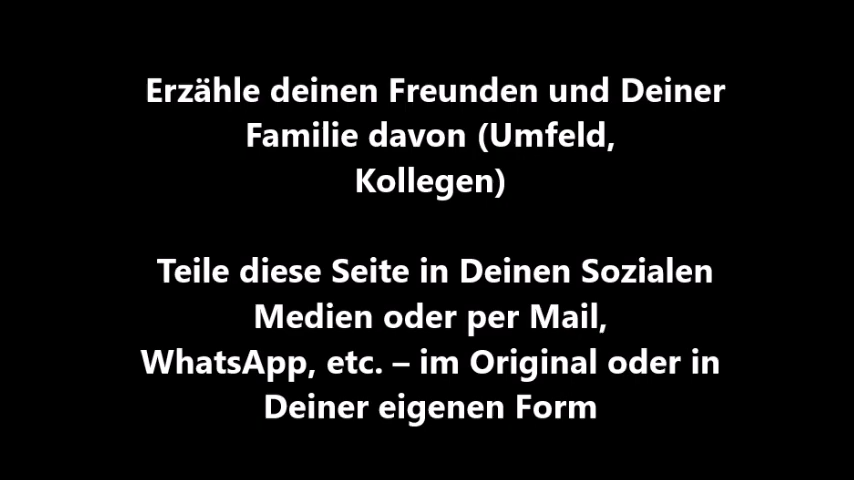 Erzähle deinen Freunden und Deiner
Familie davon (Umfeld,
Kollegen)
Teile diese Seite in Deinen Sozialen
Medien oder per Mail,
WhatsApp, etc. – im Original oder in
Deiner eigenen Form